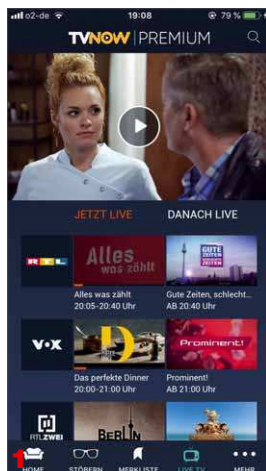 o2-de 19:08 79 %
TVNOW | PREMIUM
JETZT LIVE DANACH LIVE
RTL Alles was zählt GUTE ZEITEN SCHLECHTE ZEITEN
Alles was zählt Gute Zeiten, schlecht...
20:05-20:40 Uhr AB 20:40 Uhr
VOX D Prominent!
Das perfekte Dinner Prominent!
20:00-21:00 Uhr AB 21:00 Uhr
RTLZWEI BERLIN
1
HOME STÖBERN MERKLISTE LIVE TV MEHR